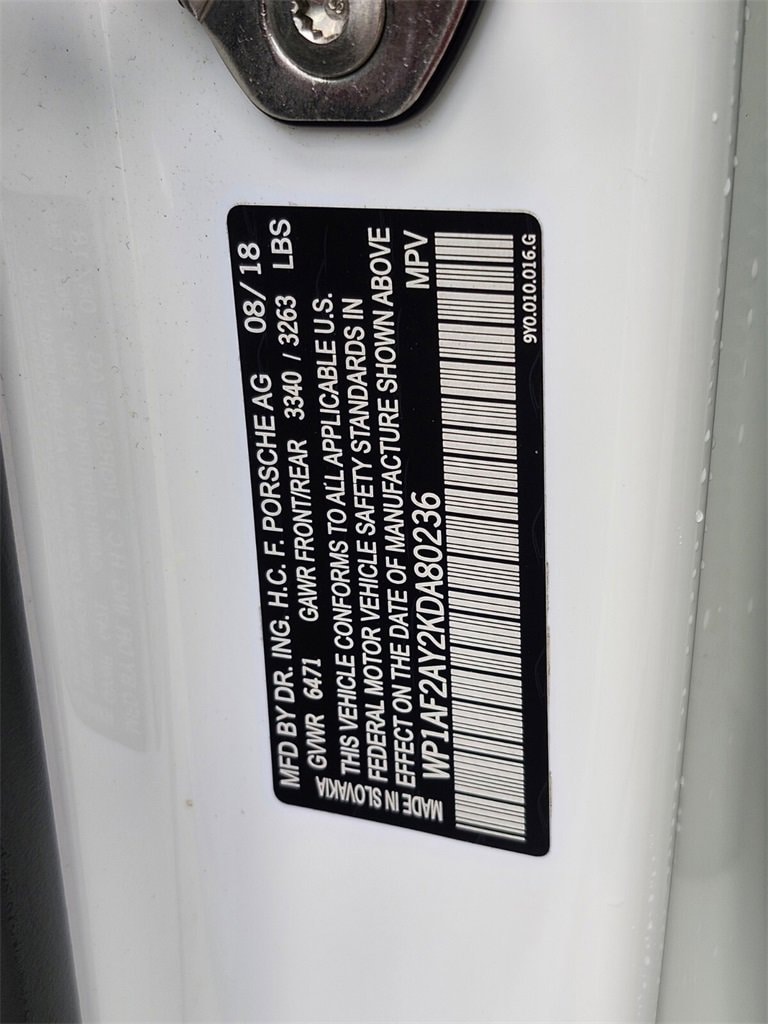 MFD BY DR. ING. H.C. F. PORSCHE AG 08/18
GVWR 6471 GAWR FRONT/REAR 3340 / 3263 LBS
THIS VEHICLE CONFORMS TO ALL APPLICABLE U.S.
FEDERAL MOTOR VEHICLE SAFETY STANDARDS IN
EFFECT ON THE DATE OF MANUFACTURE SHOWN ABOVE
WP1AF2AY2KDA80236 MPV
MADE IN SLOVAKIA
9Y0.010.016.G